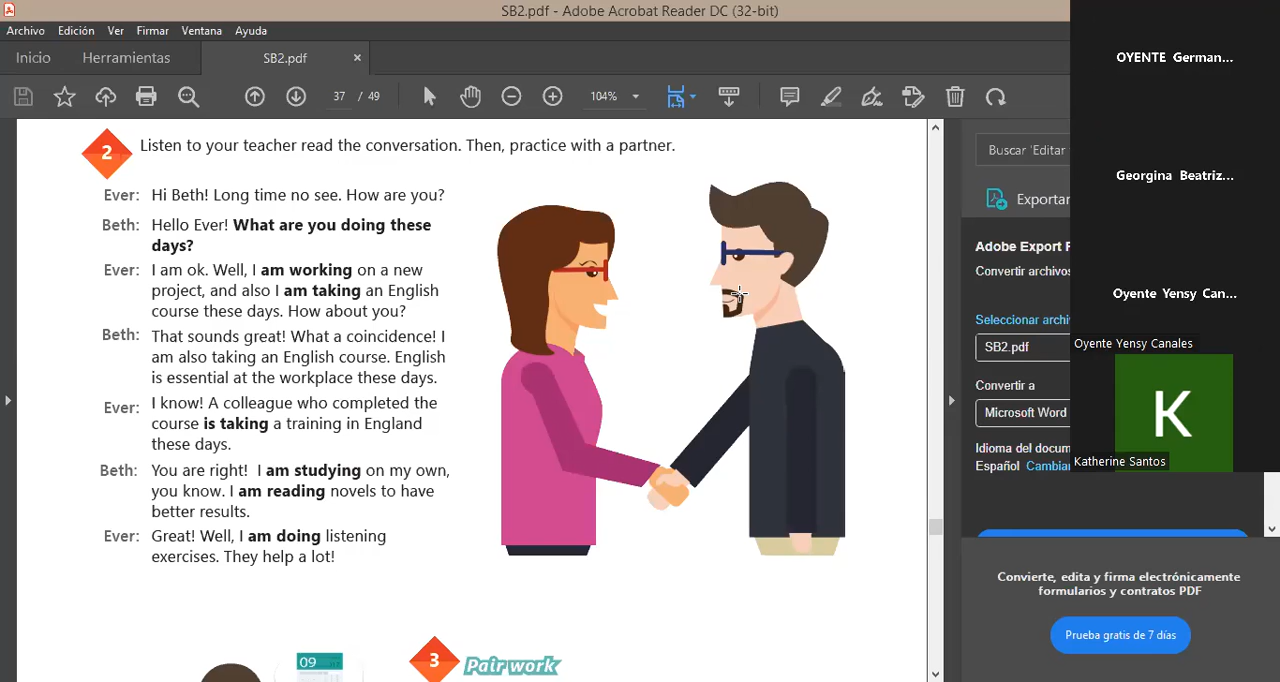 SB2.pdf - Adobe Acrobat Reader DC (32-bit)
Archivo Edición Ver Firmar Ventana Ayuda
Inicio Herramientas SB2.pdf ×
37 / 49 104%
2 Listen to your teacher read the conversation. Then, practice with a partner.
Ever: Hi Beth! Long time no see. How are you?
Beth: Hello Ever! What are you doing these
days?
Ever: I am ok. Well, I am working on a new
project, and also I am taking an English
course these days. How about you?
Beth: That sounds great! What a coincidence! I
am also taking an English course. English
is essential at the workplace these days.
Ever: I know! A colleague who completed the
course is taking a training in England
these days.
Beth: You are right! I am studying on my own,
you know. I am reading novels to have
better results.
Ever: Great! Well, I am doing listening
exercises. They help a lot!
09
3 Pair work
Buscar 'Editar
Exportar
Adobe Export P
Convertir archivos
Seleccionar archi
SB2.pdf
Convertir a
Microsoft Word
Idioma del docum
Español Cambiar
Convierte, edita y firma electrónicamente
formularios y contratos PDF
Prueba gratis de 7 días
OYENTE German...
Georgina Beatriz...
Oyente Yensy Can...
Oyente Yensy Canales
K
Katherine Santos